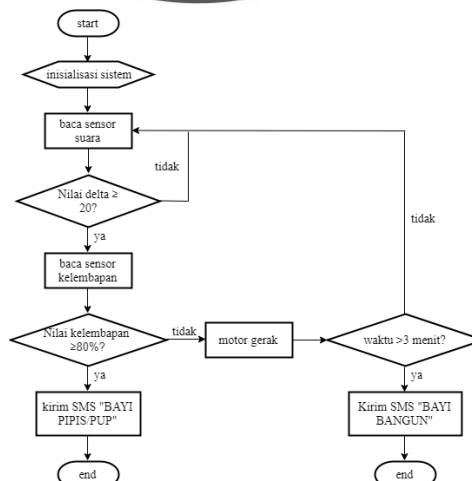 start
inisialisasi sistem
baca sensor
suara
tidak
Nilai delta ≥
20?
ya
tidak
baca sensor
kelembapan
Nilai kelembapan
≥80%?
tidak
motor gerak
waktu >3 menit?
ya
ya
kirim SMS "BAYI
PIPIS/PUP"
Kirim SMS "BAYI
BANGUN"
end
end